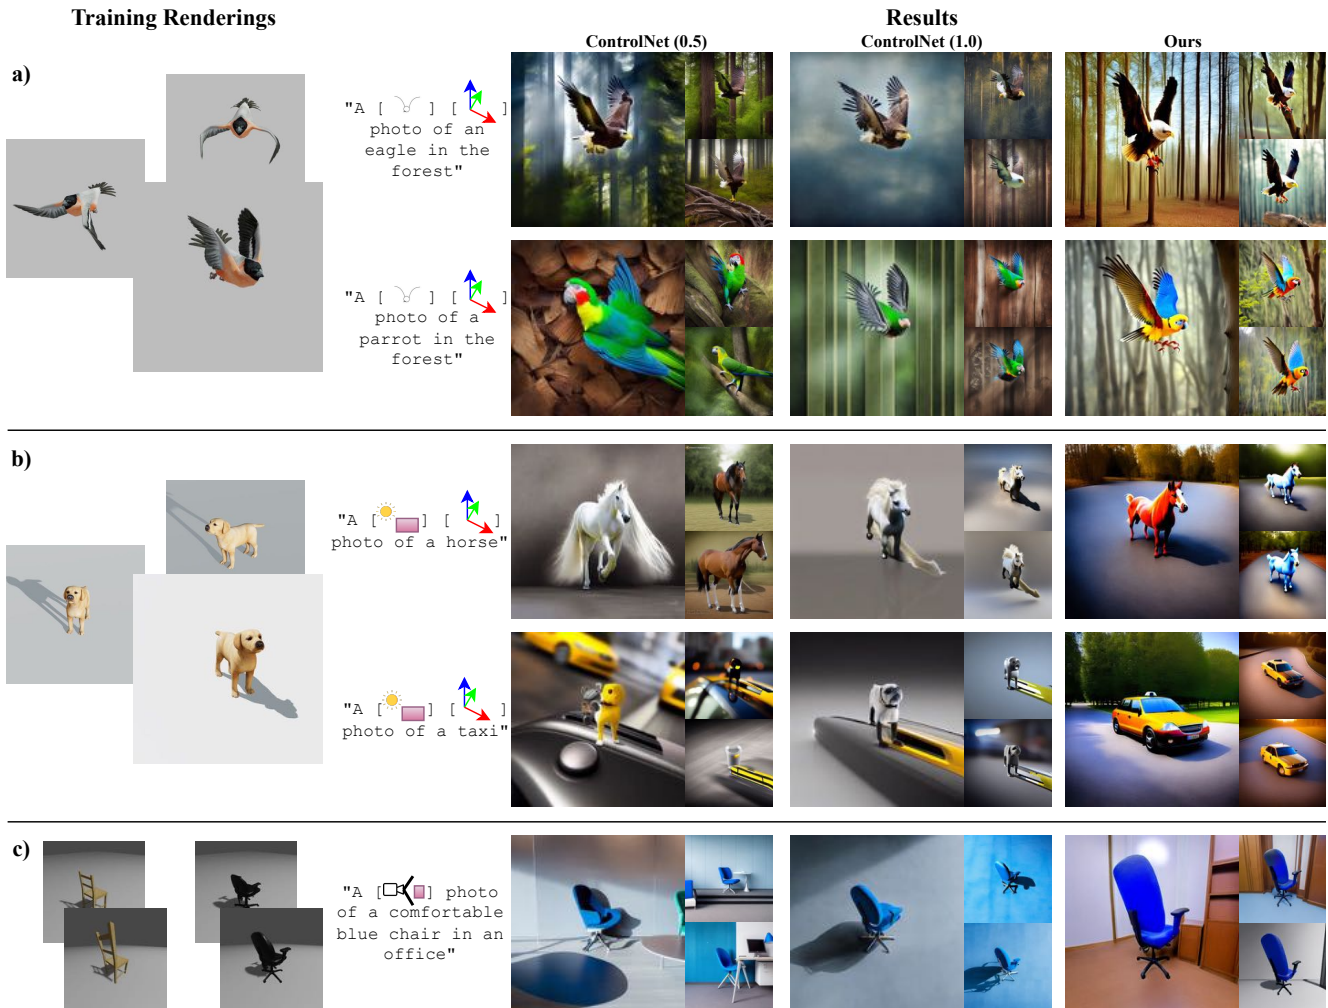 Training Renderings
Results
ControlNet (0.5)
ControlNet (1.0)
Ours
a)
"A [ ] [ ]
photo of an
eagle in the
forest"
"A [ ] [ ]
photo of a
parrot in the
forest"
b)
"A [ ] [ ]
photo of a horse"
"A [ ] [ ]
photo of a taxi"
c)
"A [ ] photo
of a comfortable
blue chair in an
office"